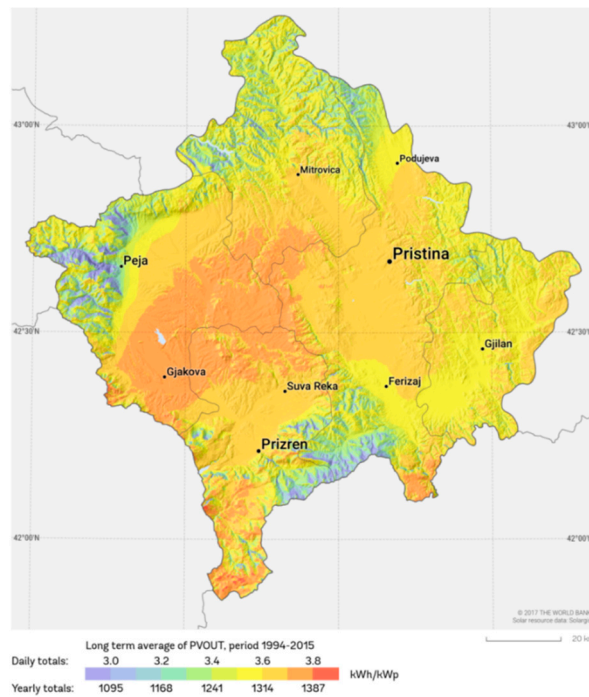 43°00'N
43°00'N
Podujeva
Mitrovica
Pristina
Peja
42°30'N
42°30'N
Gjilan
Gjakova
Ferizaj
Suva Reka
Prizren
42°00'N
42°00'N
© 2017 THE WORLD BANK
Solar resource data: Solargi
20 k
Long term average of PVOUT, period 1994-2015
Daily totals: 3.0 3.2 3.4 3.6 3.8
kWh/kWp
Yearly totals: 1095 1168 1241 1314 1387